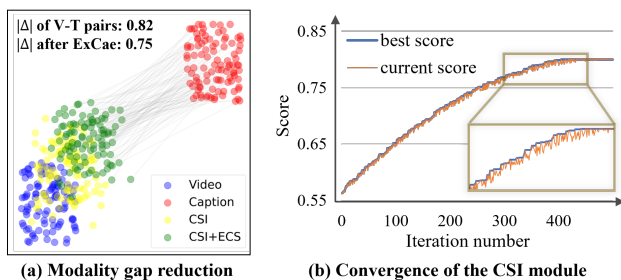 |Δ| of V-T pairs: 0.82
|Δ| after ExCae: 0.75
Video
Caption
CSI
CSI+ECS
(a) Modality gap reduction
0.85
0.75
0.65
0.55
Score
best score
current score
0
100
200
300
400
Iteration number
(b) Convergence of the CSI module